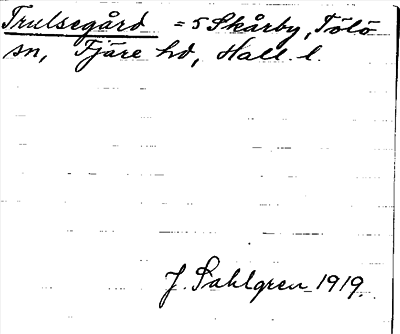 Trulsegård = 5 Skårby, Tölö
sn, Fjäre hd, Hall. l.
J. Sahlgren 1919.